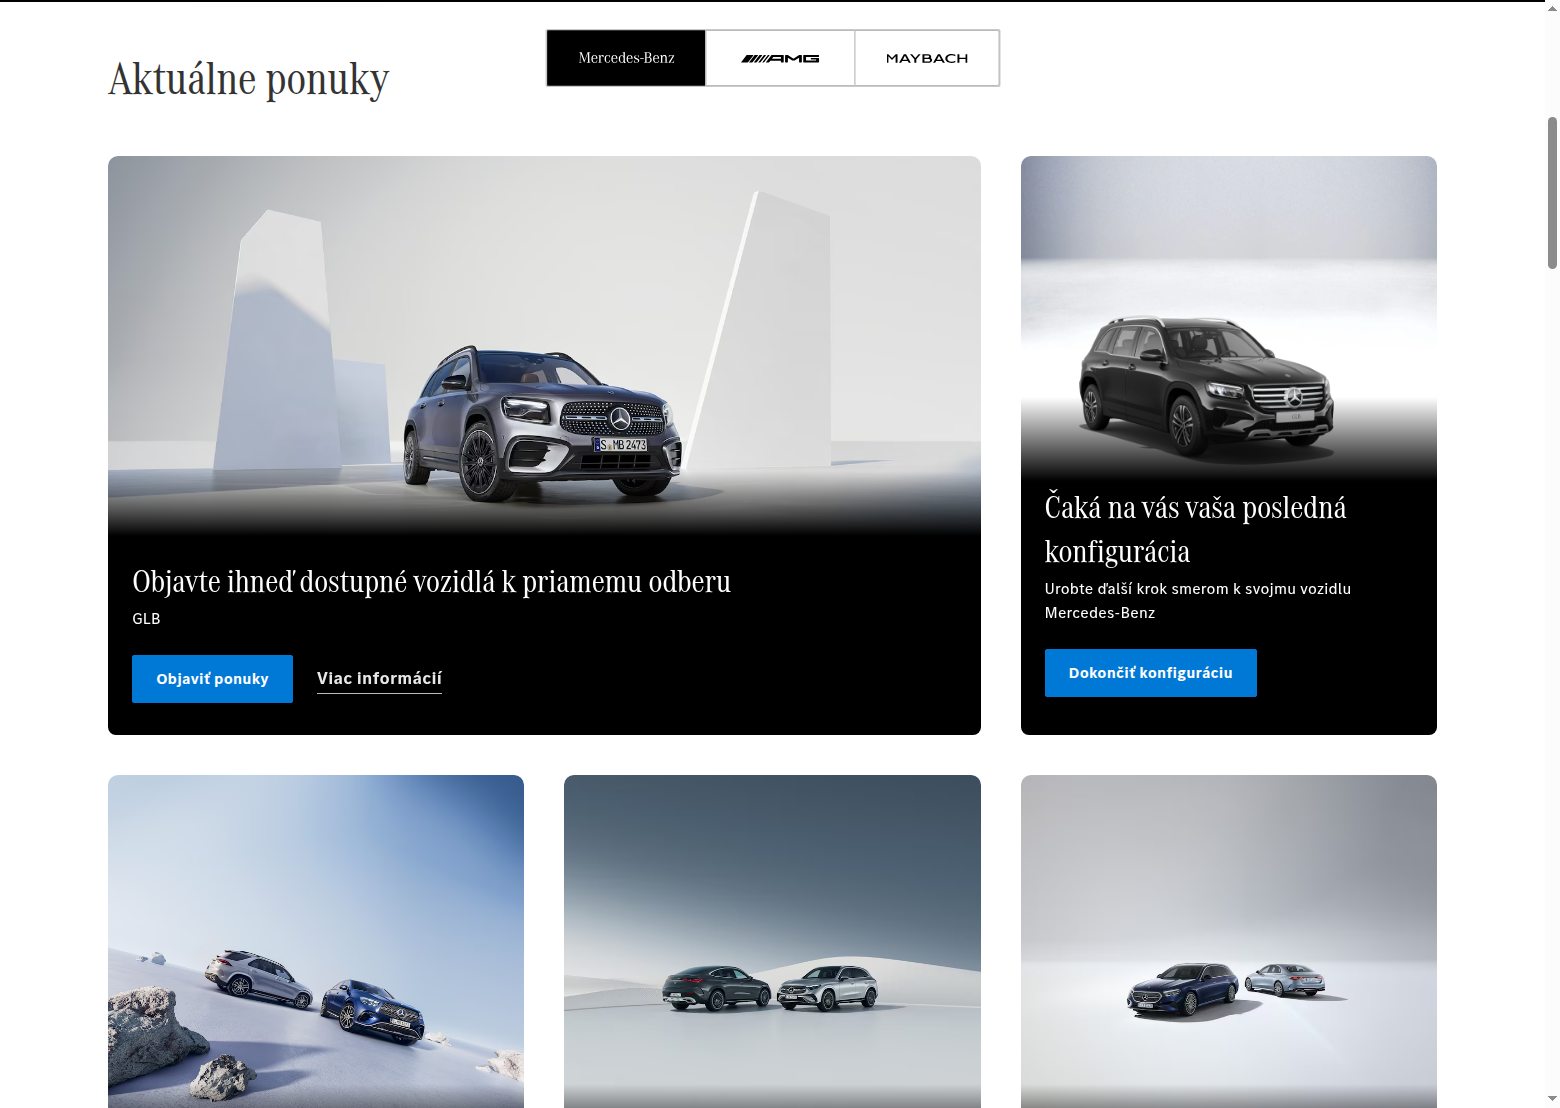 Mercedes-Benz
AMG
MAYBACH
Aktuálne ponuky
S MB 2473
GLB
Objavte ihneď dostupné vozidlá k priamemu odberu
GLB
Objaviť ponuky
Viac informácií
Čaká na vás vaša posledná
konfigurácia
Urobte ďalší krok smerom k svojmu vozidlu
Mercedes-Benz
Dokončiť konfiguráciu